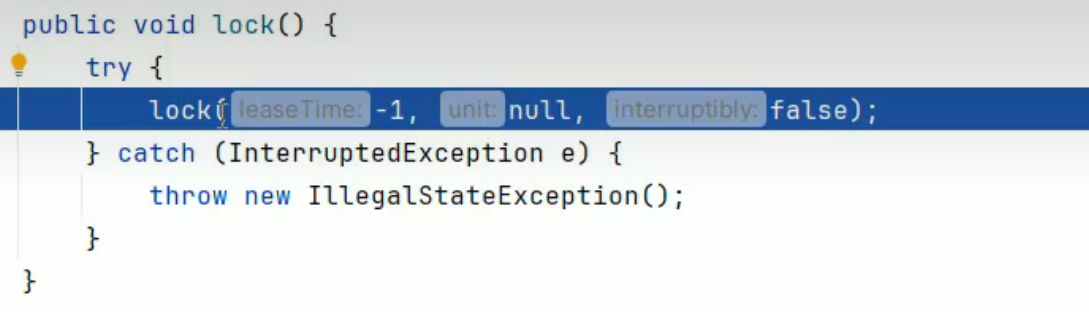 public void lock() {
try {
lock( leaseTime: -1, unit: null, interruptibly: false);
} catch (InterruptedException e) {
throw new IllegalStateException();
}
}